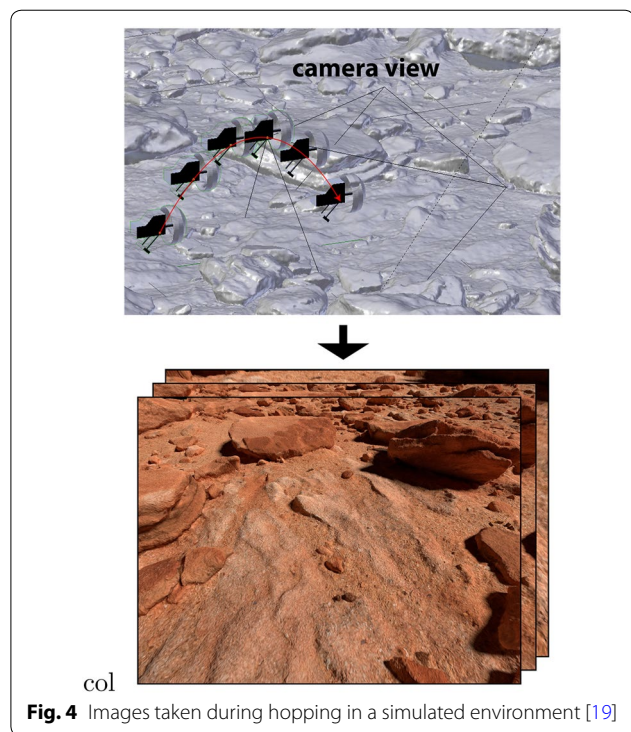 camera view
col
Fig. 4 Images taken during hopping in a simulated environment [19]